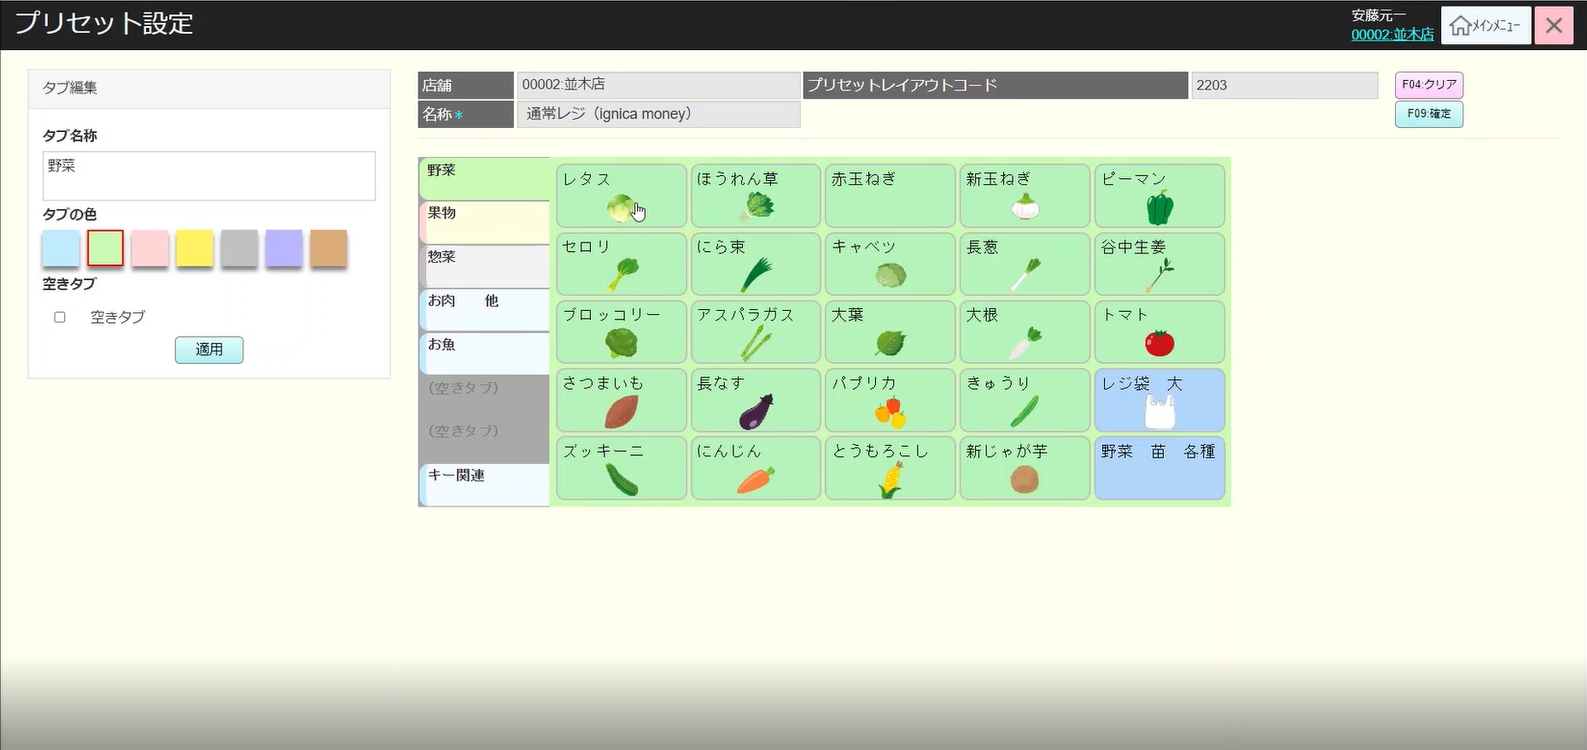 プリセット設定
安藤元一
00002:並木店
メインメニュー
タブ編集
タブ名称
野菜
タブの色
空きタブ
空きタブ
適用
店舗
00002:並木店
プリセットレイアウトコード
2203
F04:クリア
名称*
通常レジ（ignica money）
F09:確定
野菜
果物
惣菜
お肉　他
お魚
(空きタブ)
(空きタブ)
キー関連
レタス
ほうれん草
赤玉ねぎ
新玉ねぎ
ピーマン
セロリ
にら束
キャベツ
長葱
谷中生姜
ブロッコリー
アスパラガス
大葉
大根
トマト
さつまいも
長なす
パプリカ
きゅうり
レジ袋　大
ズッキーニ
にんじん
とうもろこし
新じゃが芋
野菜　苗　各種